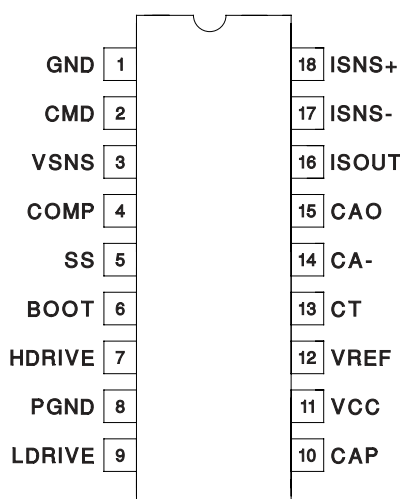 GND 1 18 ISNS+
CMD 2 17 ISNS-
VSNS 3 16 ISOUT
COMP 4 15 CAO
SS 5 14 CA-
BOOT 6 13 CT
HDRIVE 7 12 VREF
PGND 8 11 VCC
LDRIVE 9 10 CAP